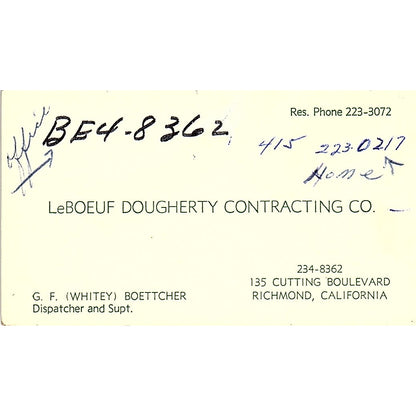 Res. Phone 223-3072
Office
BE4-8362
415 223-0217
Home
LeBOEUF DOUGHERTY CONTRACTING CO.
234-8362
135 CUTTING BOULEVARD
RICHMOND, CALIFORNIA
G. F. (WHITEY) BOETTCHER
Dispatcher and Supt.